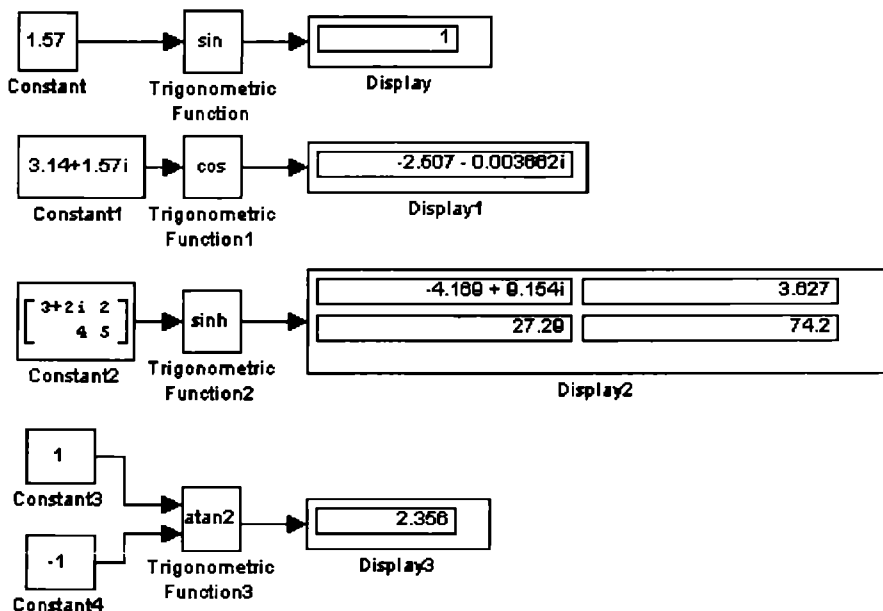 1.57 sin 1
Constant Trigonometric Function Display
3.14+1.57i cos -2.507 - 0.003662i
Constant1 Trigonometric Function1 Display1
3+2i 2 sinh -4.169 + 9.154i 3.627
4 5 27.29 74.2
Constant2 Trigonometric Function2 Display2
1
Constant3
atan2 2.356
-1
Constant4 Trigonometric Function3 Display3